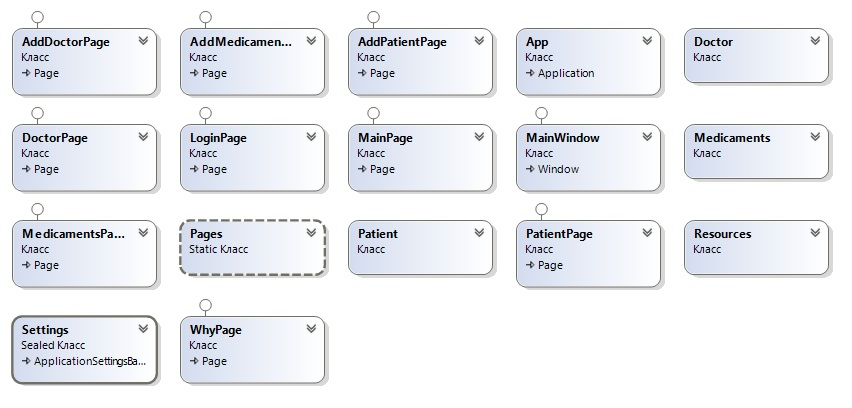 AddDoctorPage
Класс
Page
AddMedicamen...
Класс
Page
AddPatientPage
Класс
Page
App
Класс
Application
Doctor
Класс
DoctorPage
Класс
Page
LoginPage
Класс
Page
MainPage
Класс
Page
MainWindow
Класс
Window
Medicaments
Класс
MedicamentsPa...
Класс
Page
Pages
Static Класс
Patient
Класс
PatientPage
Класс
Page
Resources
Класс
Settings
Sealed Класс
ApplicationSettingsBa...
WhyPage
Класс
Page